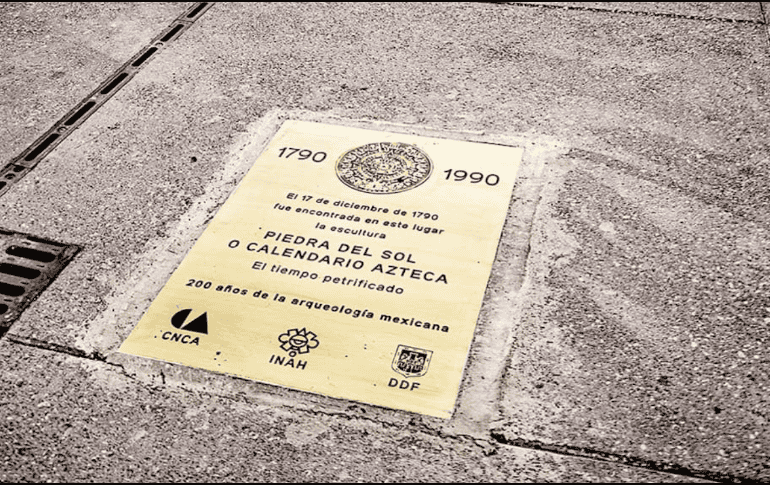 1790 1990
El 17 de diciembre de 1790
fue encontrada en este lugar
la escultura
PIEDRA DEL SOL
O CALENDARIO AZTECA
El tiempo petrificado
200 años de la arqueología mexicana
CNCA INAH DDF